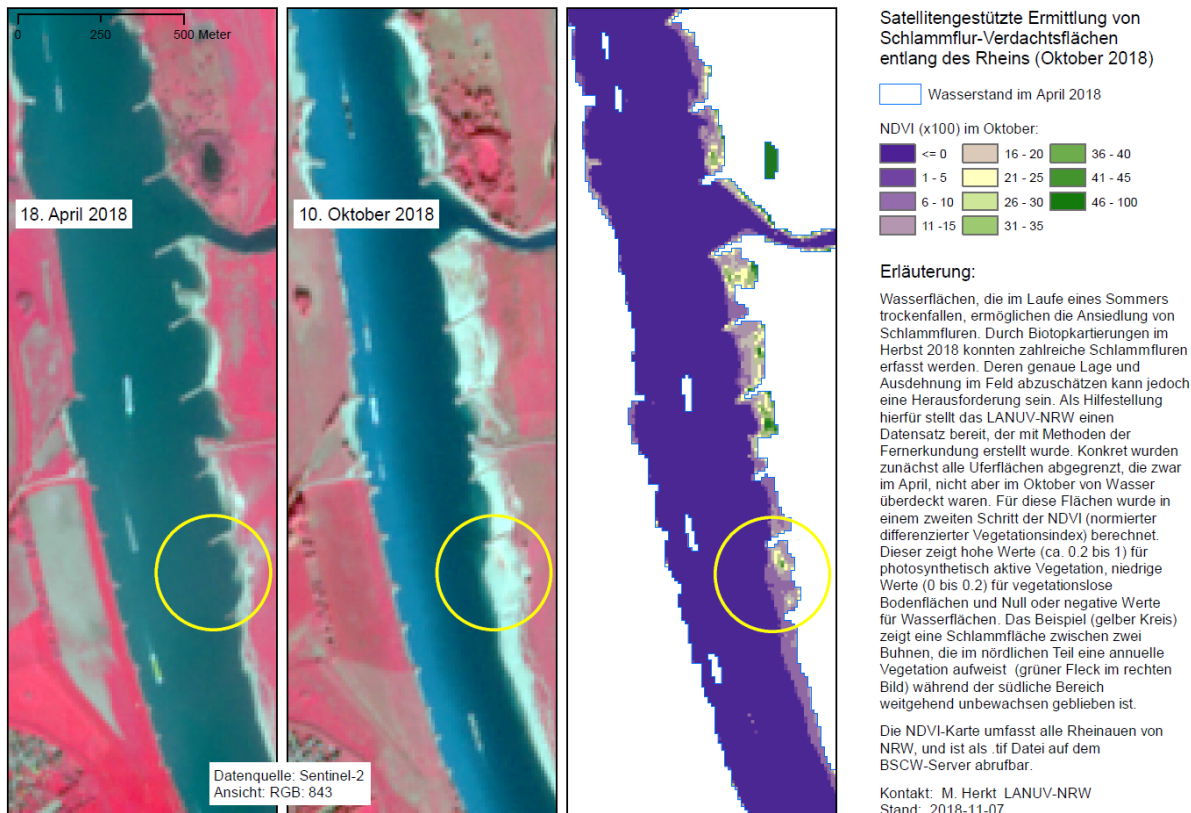 0 250 500 Meter
18. April 2018
10. Oktober 2018
Datenquelle: Sentinel-2
Ansicht: RGB: 843
Satellitengestützte Ermittlung von
Schlammflur-Verdachtsflächen
entlang des Rheins (Oktober 2018)
Wasserstand im April 2018
NDVI (x100) im Oktober:
<= 0 16 - 20 36 - 40
1 - 5 21 - 25 41 - 45
6 - 10 26 - 30 46 - 100
11 -15 31 - 35
Erläuterung:
Wasserflächen, die im Laufe eines Sommers
trockenfallen, ermöglichen die Ansiedlung von
Schlammfluren. Durch Biotopkartierungen im
Herbst 2018 konnten zahlreiche Schlammfluren
erfasst werden. Deren genaue Lage und
Ausdehnung im Feld abzuschätzen kann jedoch
eine Herausforderung sein. Als Hilfestellung
hierfür stellt das LANUV-NRW einen
Datensatz bereit, der mit Methoden der
Fernerkundung erstellt wurde. Konkret wurden
zunächst alle Uferflächen abgegrenzt, die zwar
im April, nicht aber im Oktober von Wasser
überdeckt waren. Für diese Flächen wurde in
einem zweiten Schritt der NDVI (normierter
differenzierter Vegetationsindex) berechnet.
Dieser zeigt hohe Werte (ca. 0.2 bis 1) für
photosynthetisch aktive Vegetation, niedrige
Werte (0 bis 0.2) für vegetationslose
Bodenflächen und Null oder negative Werte
für Wasserflächen. Das Beispiel (gelber Kreis)
zeigt eine Schlammfläche zwischen zwei
Buhnen, die im nördlichen Teil eine annuelle
Vegetation aufweist (grüner Fleck im rechten
Bild) während der südliche Bereich
weitgehend unbewachsen geblieben ist.
Die NDVI-Karte umfasst alle Rheinauen von
NRW, und ist als .tif Datei auf dem
BSCW-Server abrufbar.
Kontakt: M. Herkt LANUV-NRW
Stand: 2018-11-07